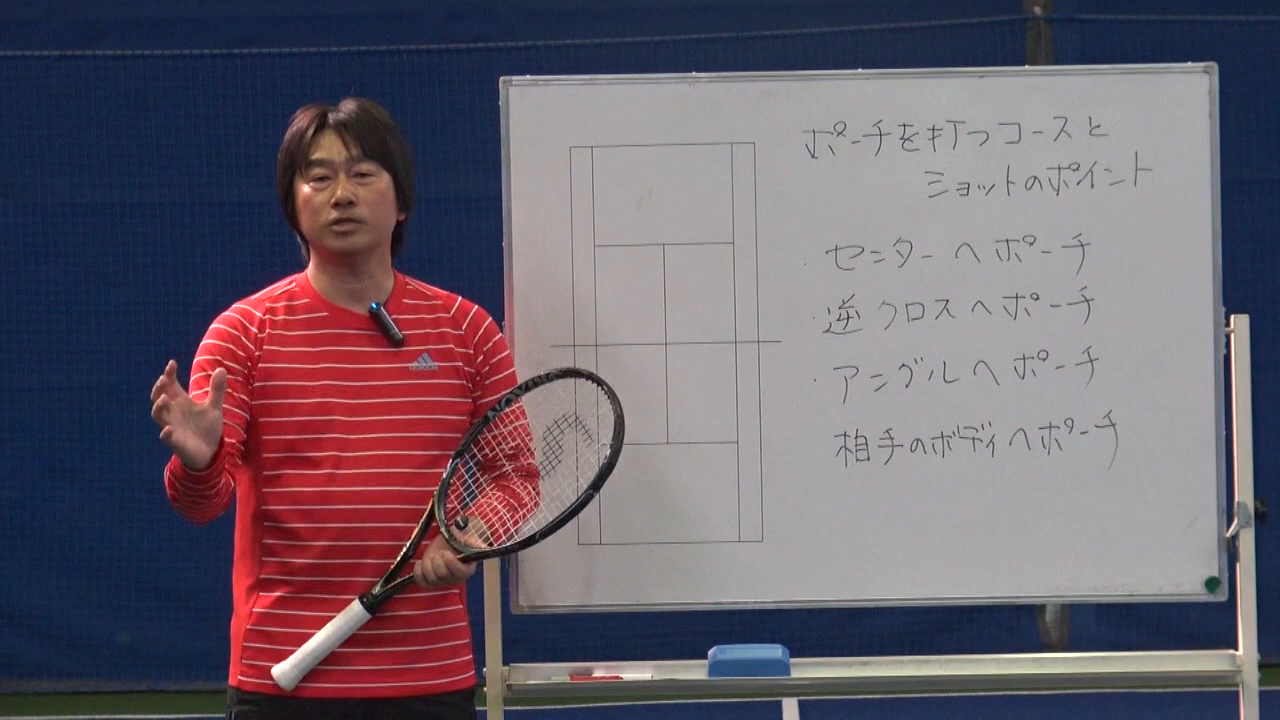 ポーチを打つコースと
ショットのポイント
・センターへポーチ
・逆クロスへポーチ
・アングルへポーチ
相手のボディへポーチ
adidas